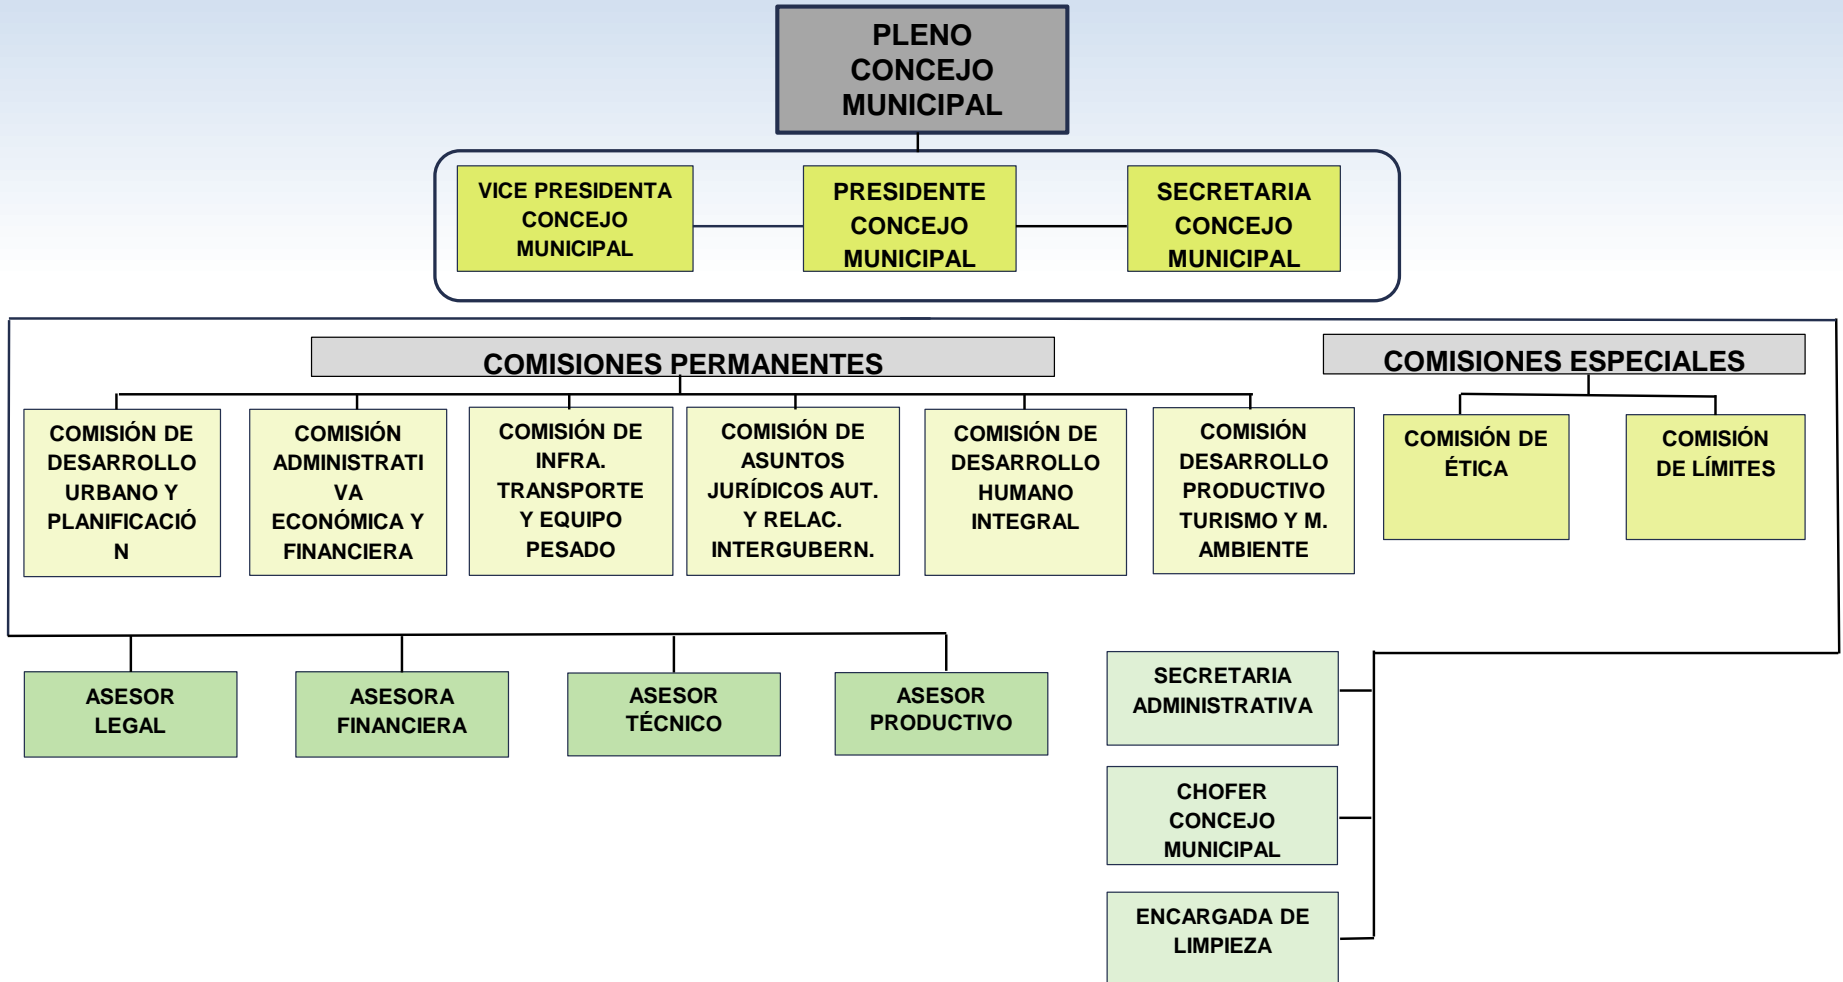 PLENO
CONCEJO
MUNICIPAL
VICE PRESIDENTA
CONCEJO
MUNICIPAL
PRESIDENTE
CONCEJO
MUNICIPAL
SECRETARIA
CONCEJO
MUNICIPAL
COMISIONES PERMANENTES
COMISIONES ESPECIALES
COMISIÓN DE
DESARROLLO
URBANO Y
PLANIFICACIÓ
N
COMISIÓN
ADMINISTRATI
VA
ECONÓMICA Y
FINANCIERA
COMISIÓN DE
INFRA.
TRANSPORTE
Y EQUIPO
PESADO
COMISIÓN DE
ASUNTOS
JURÍDICOS AUT.
Y RELAC.
INTERGUBERN.
COMISIÓN DE
DESARROLLO
HUMANO
INTEGRAL
COMISIÓN
DESARROLLO
PRODUCTIVO
TURISMO Y M.
AMBIENTE
COMISIÓN DE
ÉTICA
COMISIÓN
DE LÍMITES
ASESOR
LEGAL
ASESORA
FINANCIERA
ASESOR
TÉCNICO
ASESOR
PRODUCTIVO
SECRETARIA
ADMINISTRATIVA
CHOFER
CONCEJO
MUNICIPAL
ENCARGADA DE
LIMPIEZA